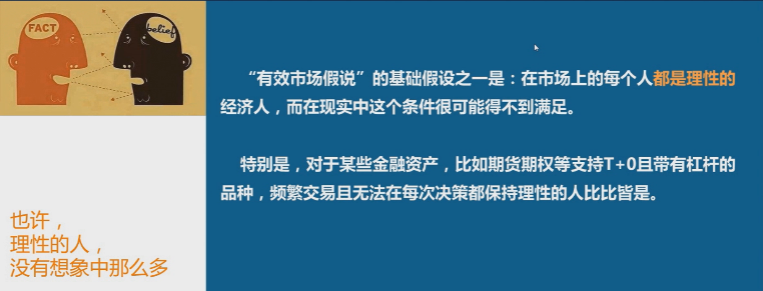 FACT
belief
“有效市场假说”的基础假设之一是：在市场上的每个人都是理性的
经济人，而在现实中这个条件很可能得不到满足。
特别是，对于某些金融资产，比如期货期权等支持T+0且带有杠杆的
品种，频繁交易且无法在每次决策都保持理性的人比比皆是。
也许，
理性的人，
没有想象中那么多